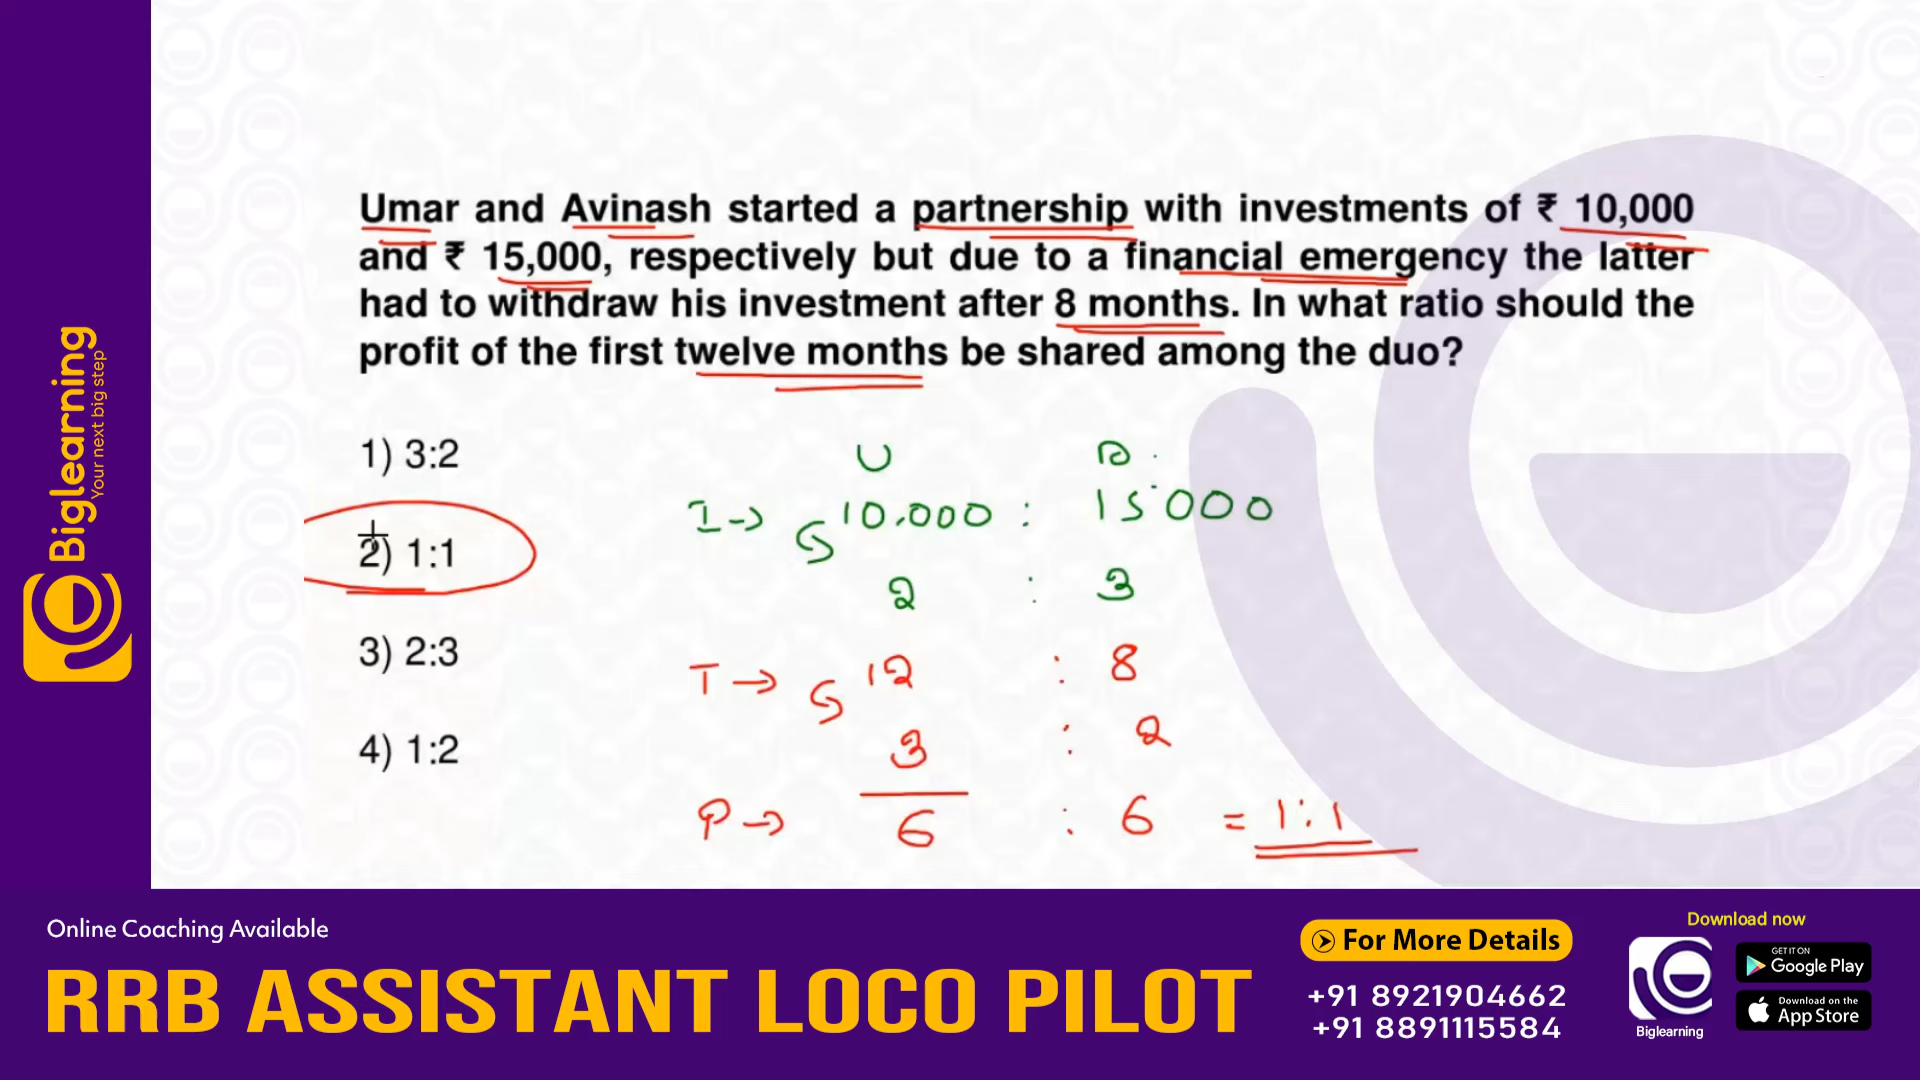 Umar and Avinash started a partnership with investments of ₹ 10,000
and ₹ 15,000, respectively but due to a financial emergency the latter
had to withdraw his investment after 8 months. In what ratio should the
profit of the first twelve months be shared among the duo?
1) 3:2
2) 1:1
3) 2:3
4) 1:2
U
I → 10,000 : 15000
2 : 3
T → 12 : 8
3 : 2
P → 6 : 6 = 1:1
Biglearning
Your next big step
Online Coaching Available
RRB ASSISTANT LOCO PILOT
For More Details
+91 8921904662
+91 8891115584
Download now
Biglearning
GET IT ON
Google Play
Download on the
App Store